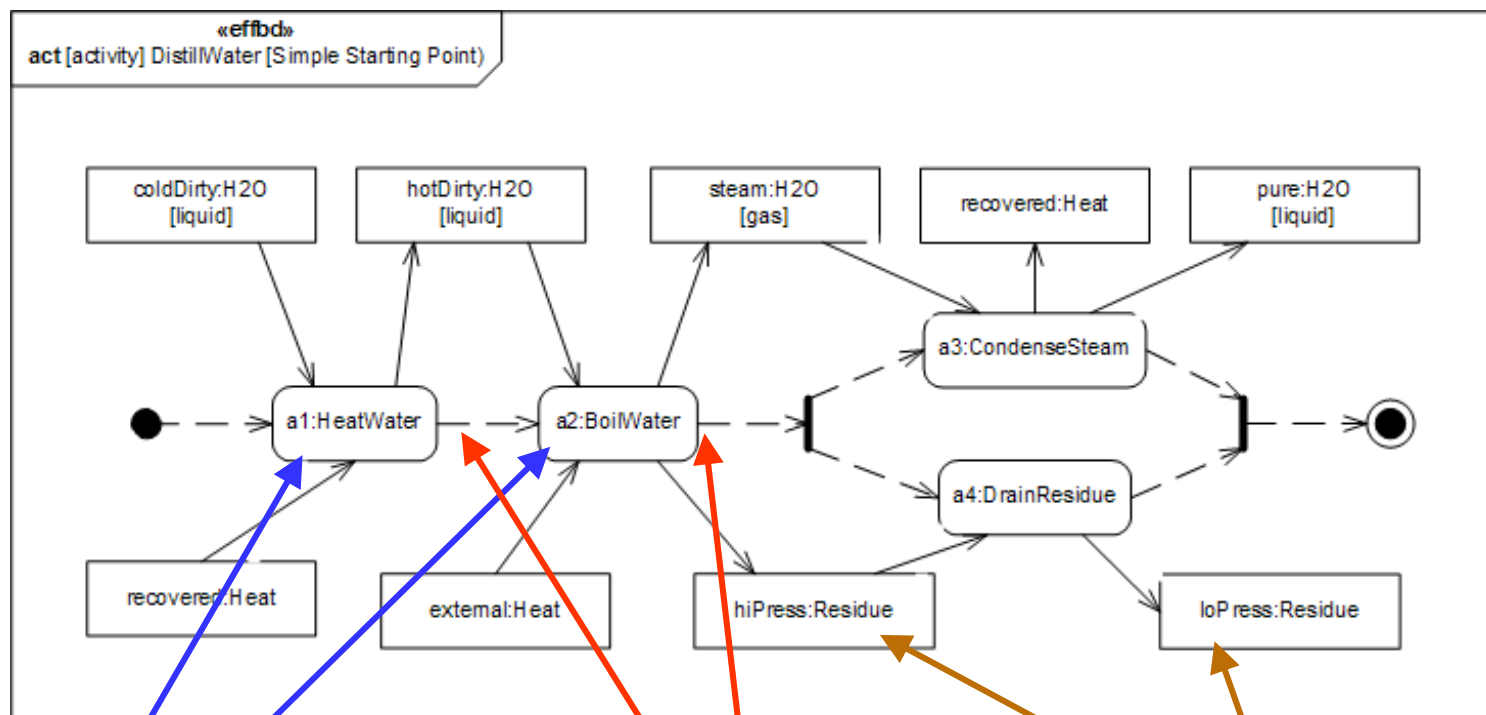 «effbd»
act [activity] DistillWater [Simple Starting Point)
coldDirty:H2O
[liquid]
hotDirty:H2O
[liquid]
steam:H2O
[gas]
recovered:Heat
pure:H2O
[liquid]
a3:CondenseSteam
a1:HeatWater
a2:BoilWater
a4:DrainResidue
recovered:Heat
external:Heat
hiPress:Residue
loPress:Residue